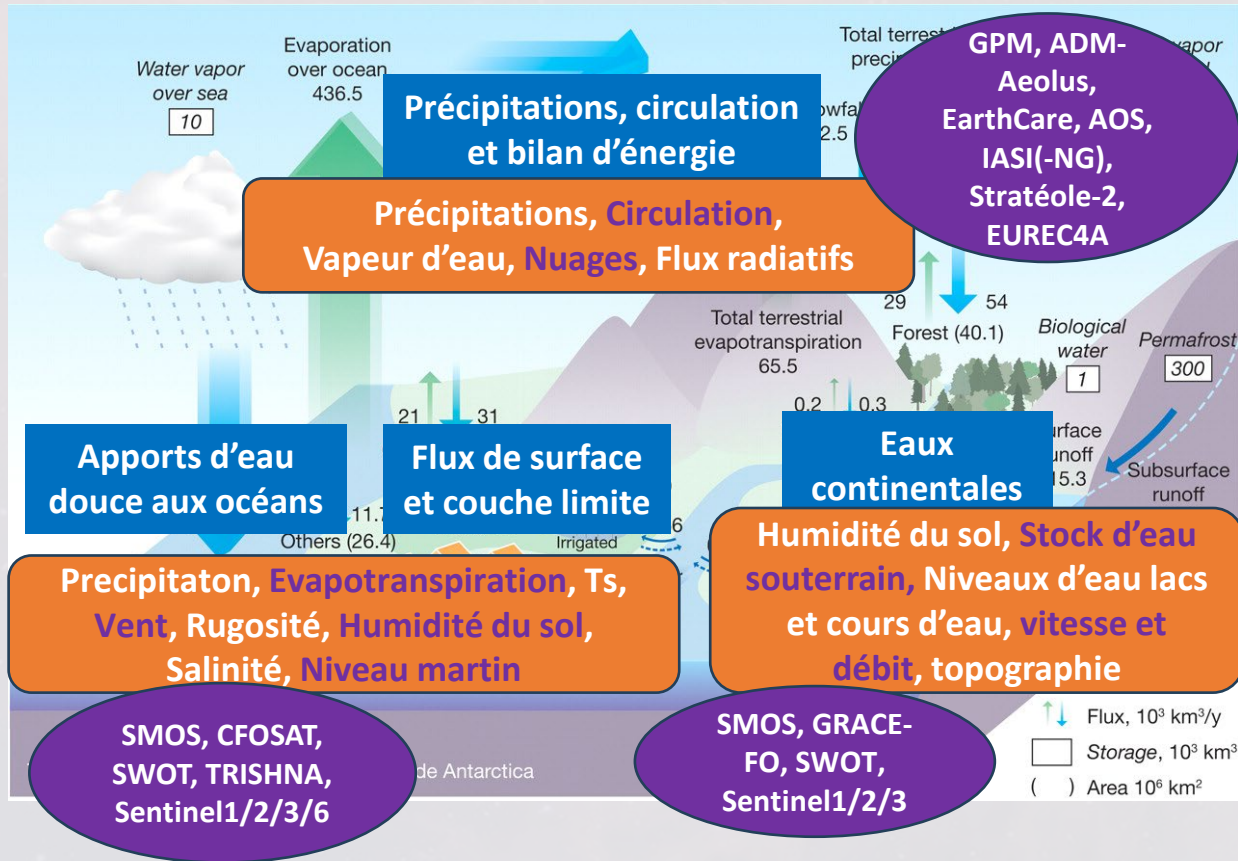 Water vapor
over sea
10
Evaporation
over ocean
436.5
Total
GPM, ADM-
Aeolus,
EarthCare, AOS,
IASI(-NG),
Stratéole-2,
EUREC4A
Précipitations, circulation
et bilan d’énergie
Précipitations, Circulation,
Vapeur d’eau, Nuages, Flux radiatifs
29
54
Total terrestrial
evapotranspiration
65.5
Forest (40.1)
Biological
water
1
Permafrost
300
21
31
0.2
0.3
Apports d’eau
douce aux océans
Flux de surface
et couche limite
Eaux
continentales
Subsurface
runoff
11.7
Others (26.4)
Irrigated
Precipitaton, Evapotranspiration, Ts,
Vent, Rugosité, Humidité du sol,
Salinité, Niveau martin
Humidité du sol, Stock d’eau
souterrain, Niveaux d’eau lacs
et cours d’eau, vitesse et
débit, topographie
SMOS, CFOSAT,
SWOT, TRISHNA,
Sentinel1/2/3/6
de Antarctica
SMOS, GRACE-
FO, SWOT,
Sentinel1/2/3
Flux, 10³ km³/y
Storage, 10³ km³
( ) Area 10⁶ km²